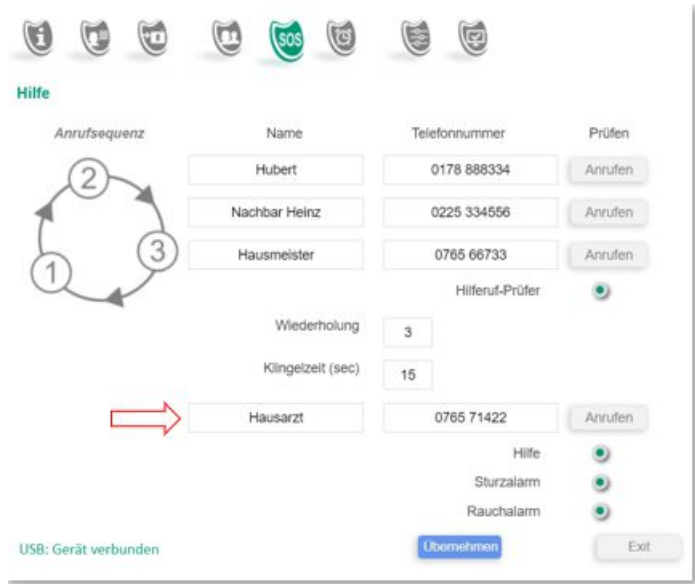 SOS
Hilfe
Anrufsequenz Name Telefonnummer Prüfen
Hubert 0178 888334 Anrufen
2
Nachbar Heinz 0225 334556 Anrufen
1 3 Hausmeister 0765 66733 Anrufen
Hilferuf-Prüfer
Wiederholung 3
Klingelzeit (sec) 15
Hausarzt 0765 71422 Anrufen
Hilfe
Sturzalarm
Rauchalarm
USB: Gerät verbunden Übernehmen Exit